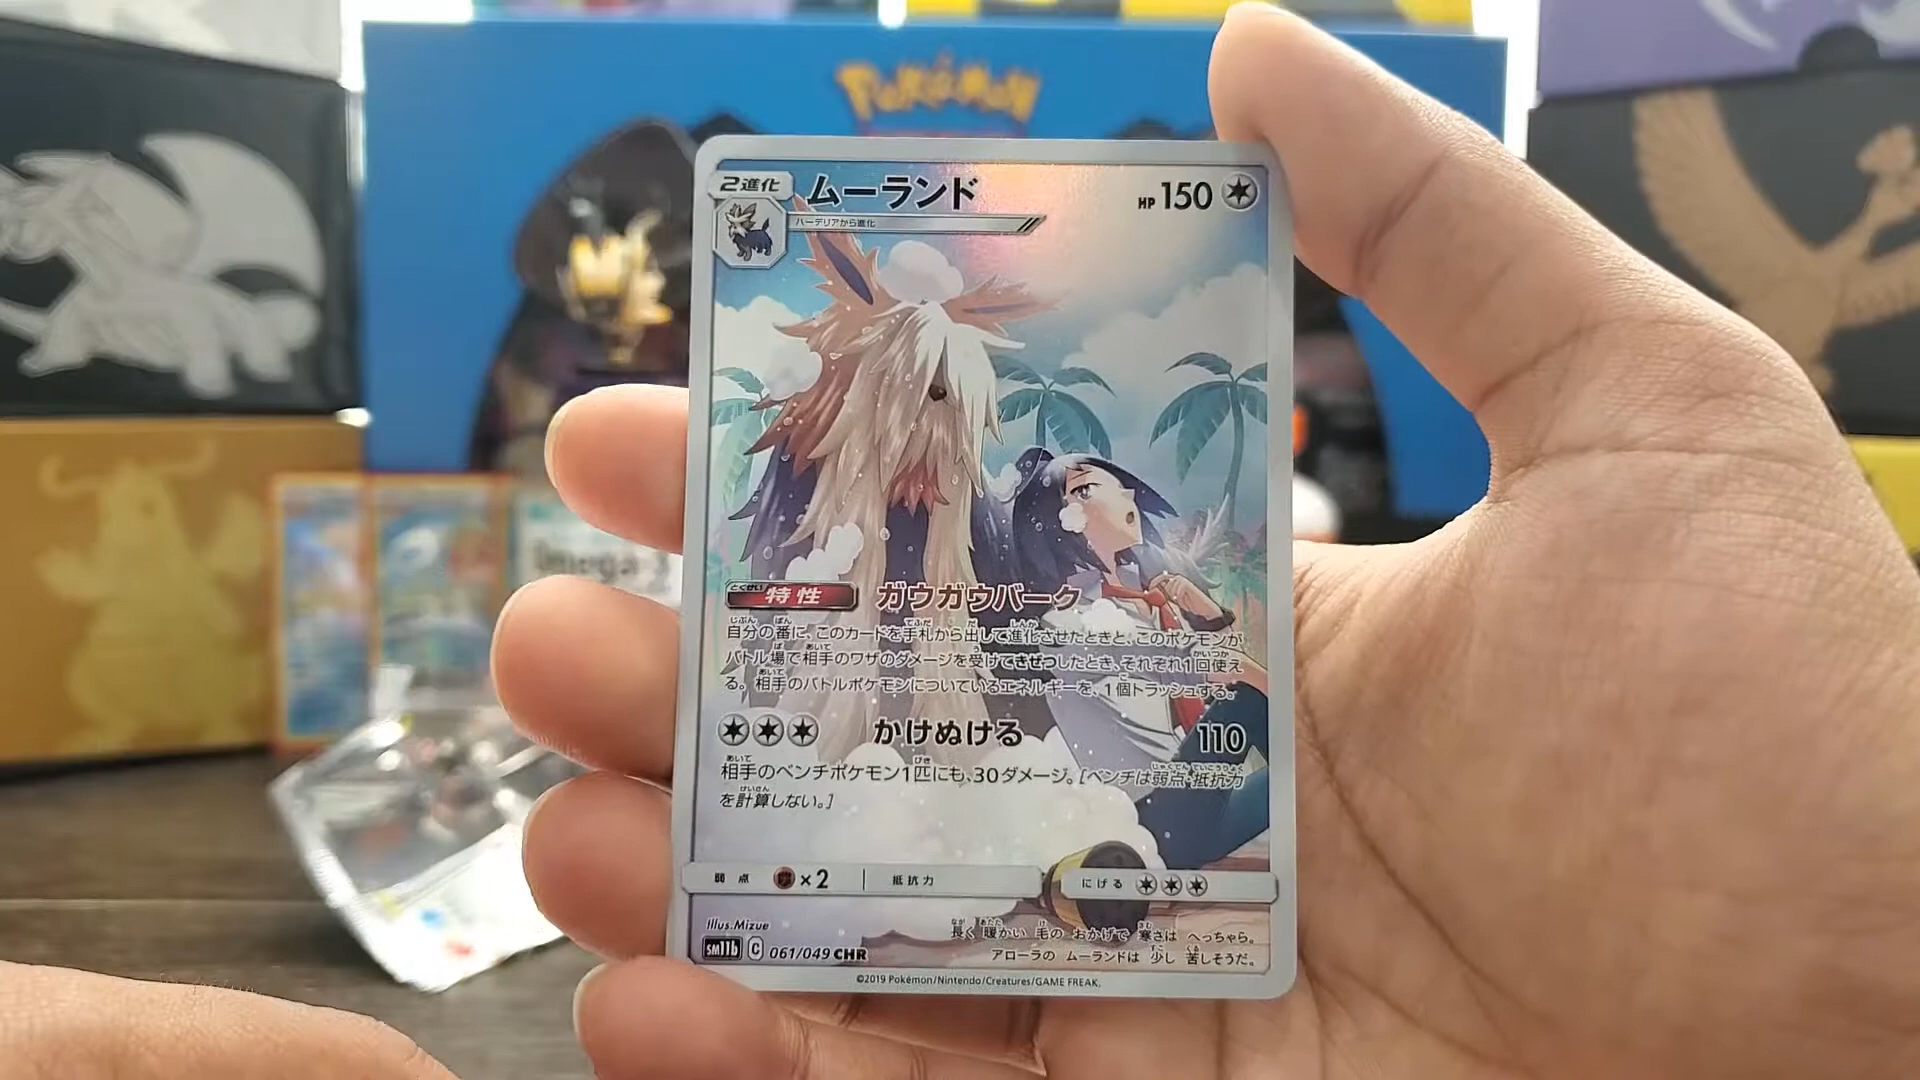 Pokémon
2進化
ムーランド
HP 150
ハーデリアから進化
Omega
とくせい
特性 ガウガウバーク
自分の番に、このカードを手札から出して進化させたときと、このポケモンが
バトル場で相手のワザのダメージを受けてきぜつしたとき、それぞれ1回使え
る。相手のバトルポケモンについているエネルギーを、1個トラッシュする。
かけぬける 110
相手のベンチポケモン1匹にも、30ダメージ。[ベンチは弱点・抵抗力
を計算しない。]
弱点 ×2 抵抗力 にげる
Illus. Mizue
長く 暖かい 毛の おかげで 寒さは へっちゃら。
アローラの ムーランドは 少し 苦しそうだ。
sm11b C 061/049 CHR
©2019 Pokémon/Nintendo/Creatures/GAME FREAK.